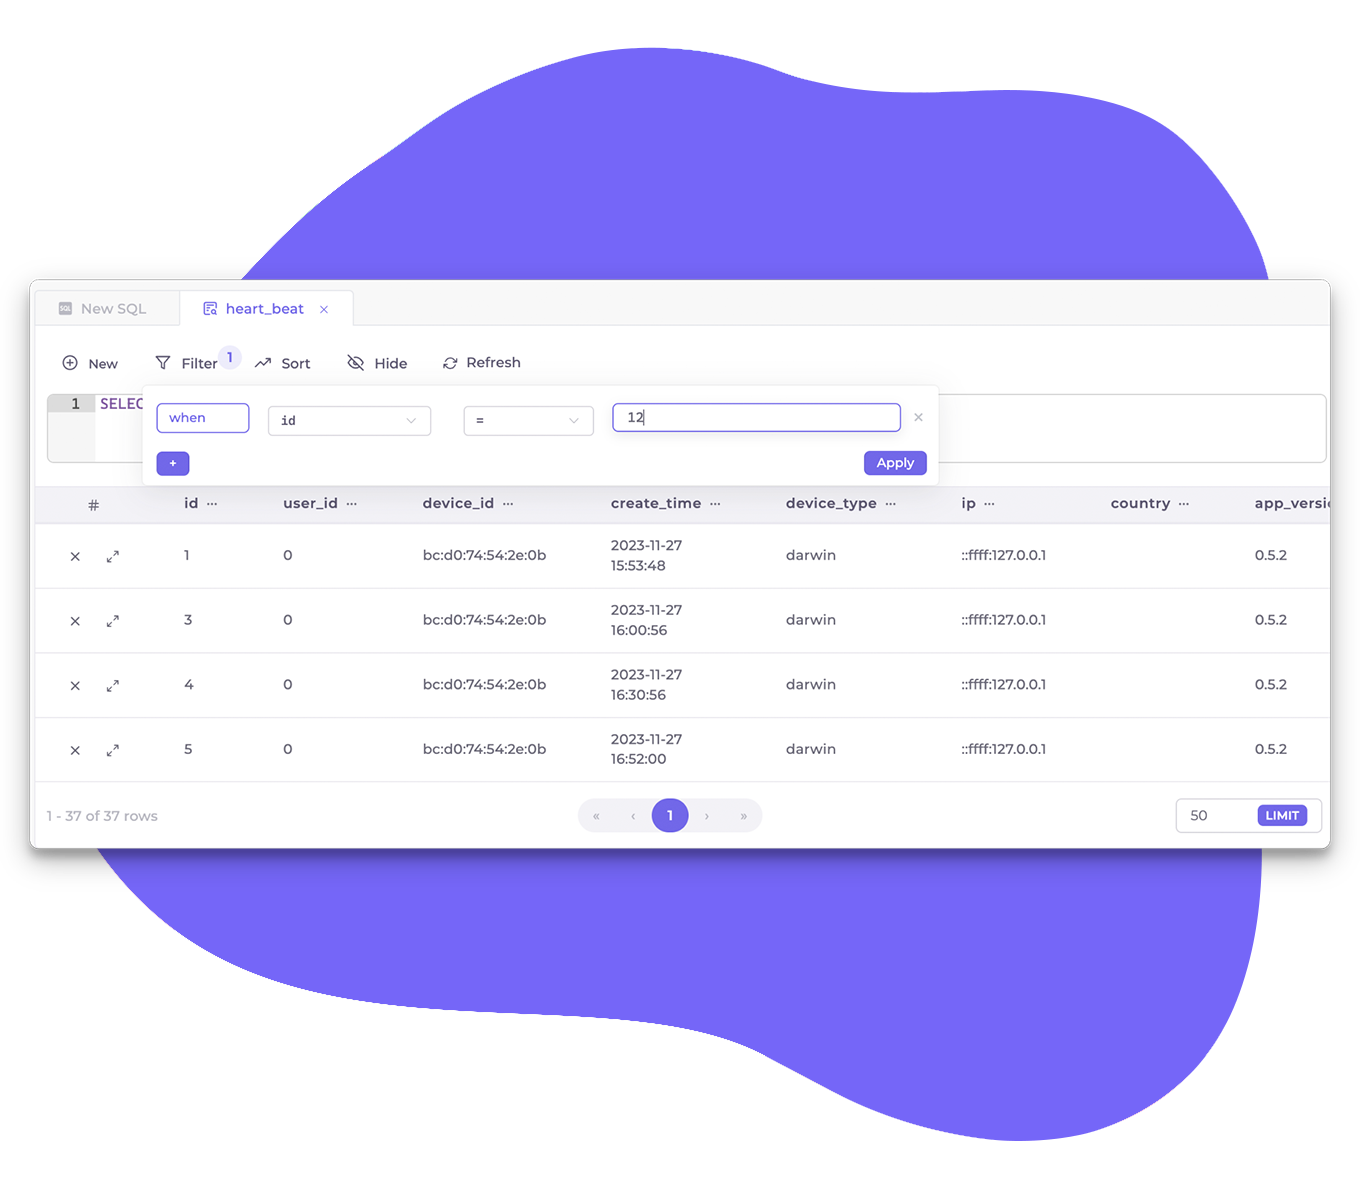 New SQL heart_beat ×
New Filter 1 Sort Hide Refresh
1 SELEC
when id = 12 ×
+ Apply
# id ··· user_id ··· device_id ··· create_time ··· device_type ··· ip ··· country ··· app_versio
1 0 bc:d0:74:54:2e:0b 2023-11-27 15:53:48 darwin ::ffff:127.0.0.1 0.5.2
3 0 bc:d0:74:54:2e:0b 2023-11-27 16:00:56 darwin ::ffff:127.0.0.1 0.5.2
4 0 bc:d0:74:54:2e:0b 2023-11-27 16:30:56 darwin ::ffff:127.0.0.1 0.5.2
5 0 bc:d0:74:54:2e:0b 2023-11-27 16:52:00 darwin ::ffff:127.0.0.1 0.5.2
1 - 37 of 37 rows « ‹ 1 › » 50 LIMIT